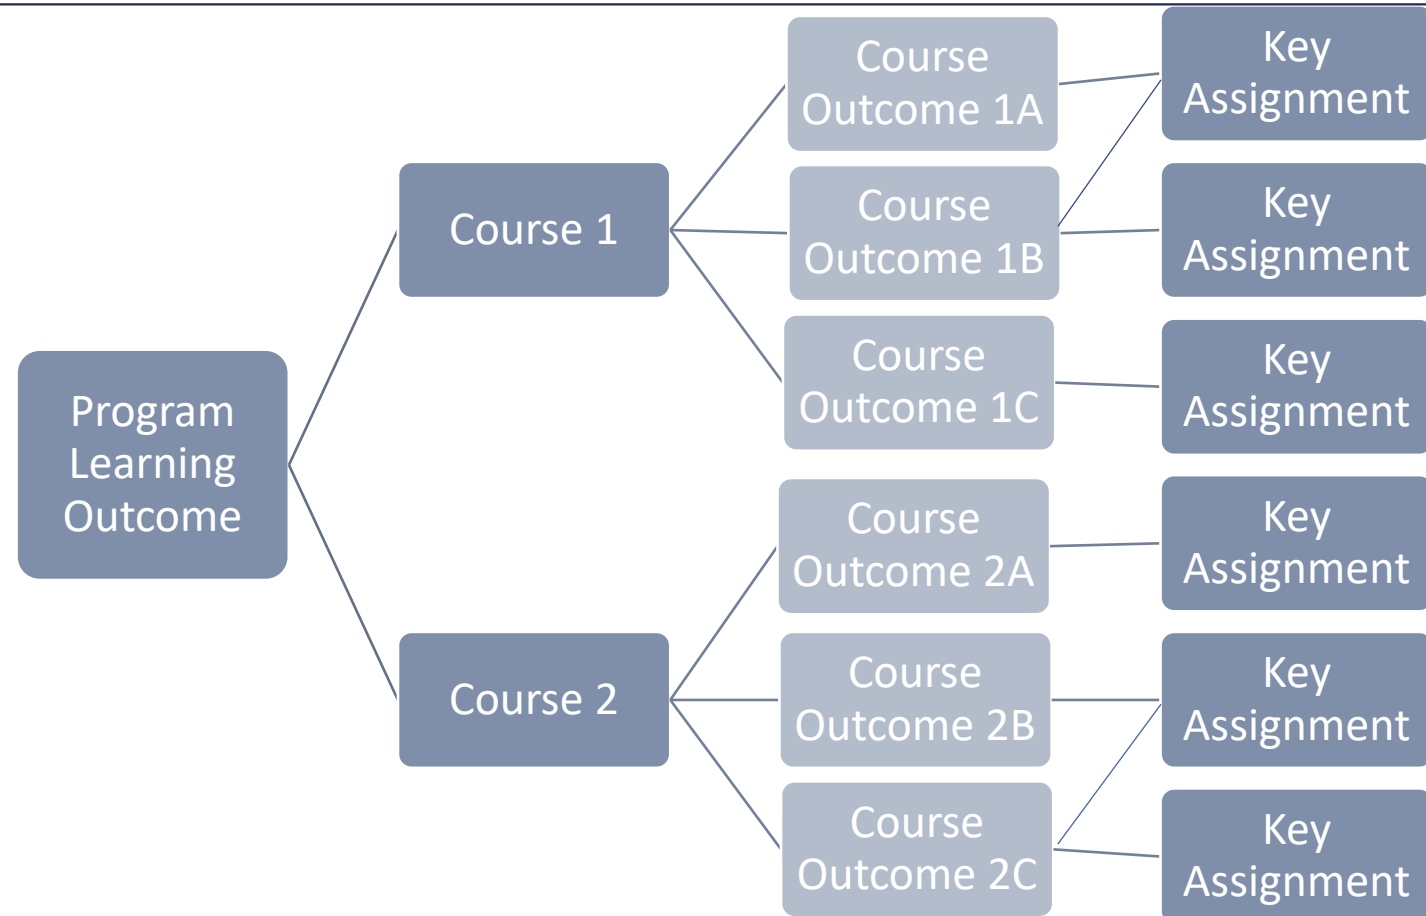 Program
Learning
Outcome
Course 1
Course
Outcome 1A
Key
Assignment
Course
Outcome 1B
Key
Assignment
Course
Outcome 1C
Key
Assignment
Course 2
Course
Outcome 2A
Key
Assignment
Course
Outcome 2B
Key
Assignment
Course
Outcome 2C
Key
Assignment